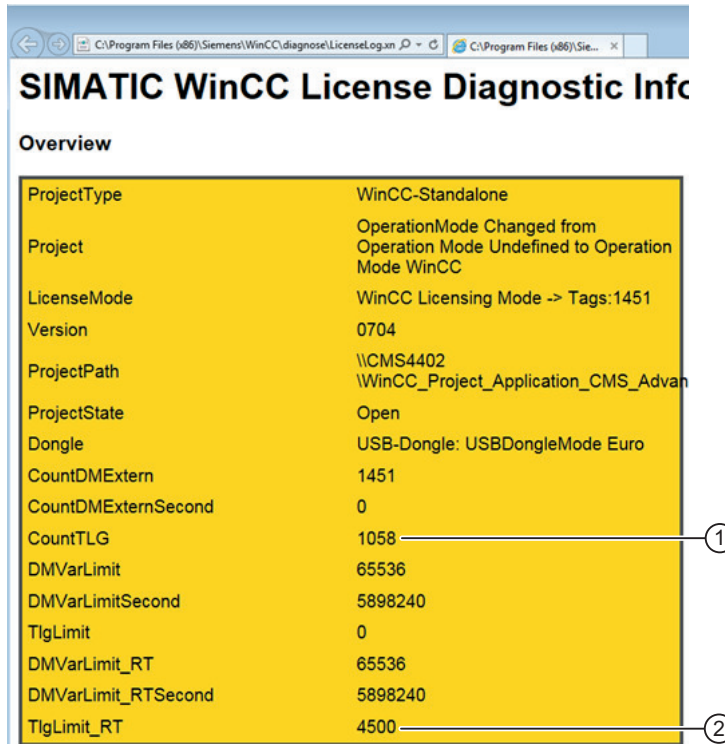 C:\Program Files (x86)\Siemens\WinCC\diagnose\LicenseLog.xn
C:\Program Files (x86)\Sie...
SIMATIC WinCC License Diagnostic Info
Overview
ProjectType WinCC-Standalone
Project OperationMode Changed from
Operation Mode Undefined to Operation
Mode WinCC
LicenseMode WinCC Licensing Mode -> Tags:1451
Version 0704
ProjectPath \\CMS4402
\WinCC_Project_Application_CMS_Advan
ProjectState Open
Dongle USB-Dongle: USBDongleMode Euro
CountDMExtern 1451
CountDMExternSecond 0
CountTLG 1058 1
DMVarLimit 65536
DMVarLimitSecond 5898240
TlgLimit 0
DMVarLimit_RT 65536
DMVarLimit_RTSecond 5898240
TlgLimit_RT 4500 2